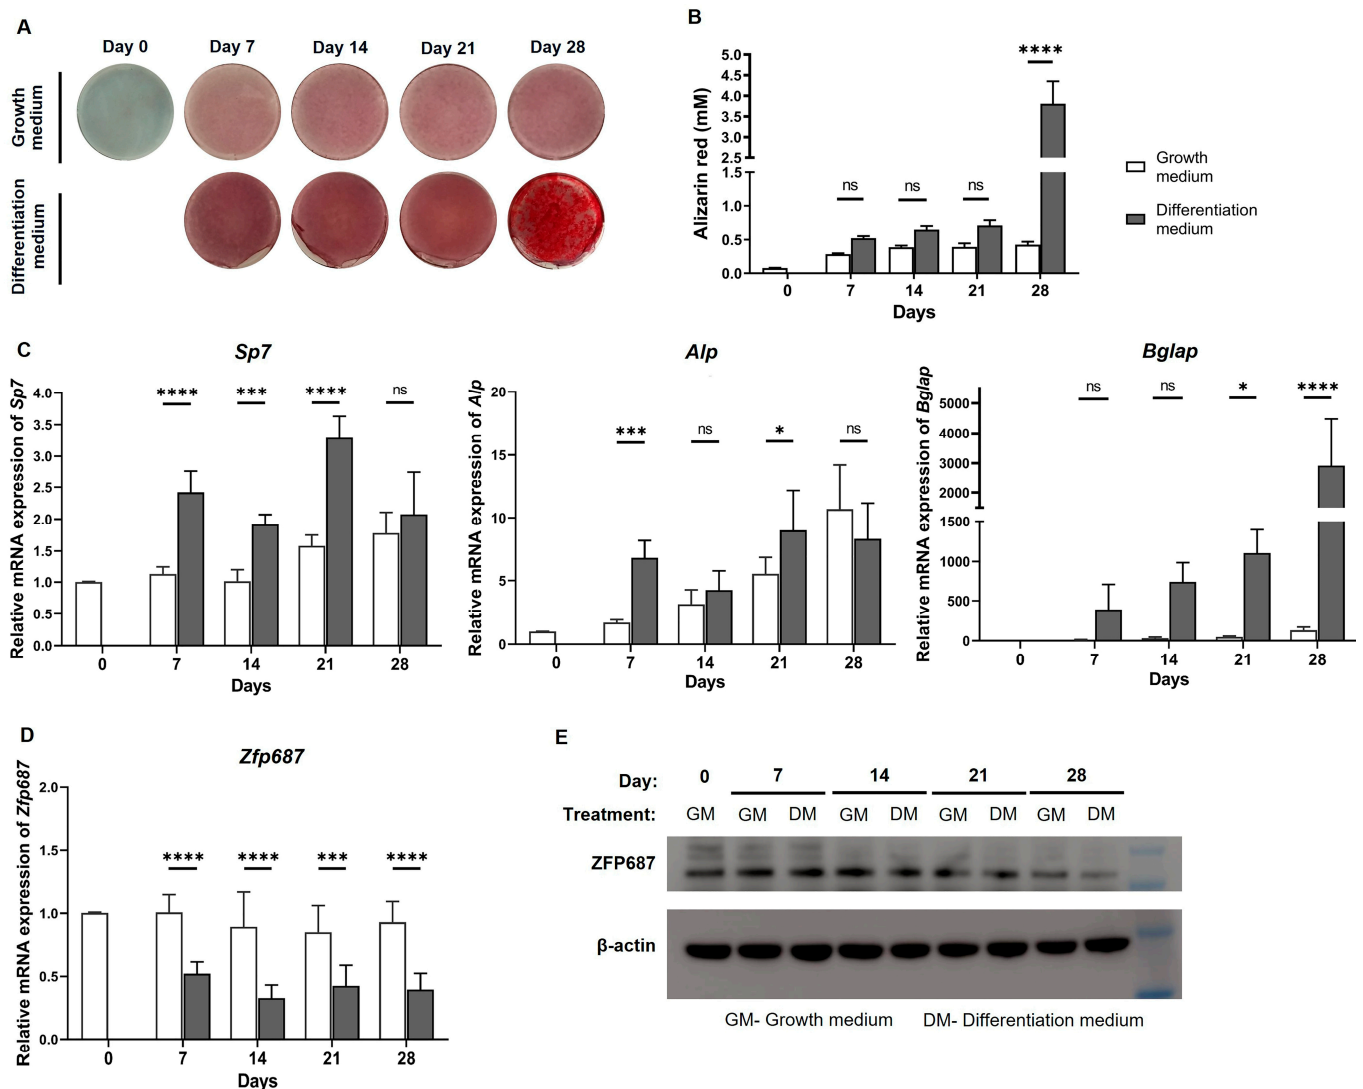 A
Day 0 Day 7 Day 14 Day 21 Day 28
Growth
medium
Differentiation
medium
B
Alizarin red (mM)
5.0
4.5
4.0
3.5
3.0
2.5
1.5
1.0
0.5
0.0
ns ns ns ****
0 7 14 21 28
Days
Growth
medium
Differentiation
medium
C
Sp7
Relative mRNA expression of Sp7
4.0
3.5
3.0
2.5
2.0
1.5
1.0
0.5
0.0
**** *** **** ns
0 7 14 21 28
Days
Alp
Relative mRNA expression of Alp
20
15
10
5
0
*** ns * ns
0 7 14 21 28
Days
Bglap
Relative mRNA expression of Bglap
5000
4000
3000
2000
1500
1000
500
0
ns ns * ****
0 7 14 21 28
Days
D
Zfp687
Relative mRNA expression of Zfp687
2.0
1.5
1.0
0.5
0.0
**** **** *** ****
0 7 14 21 28
Days
E
Day: 0 7 14 21 28
Treatment: GM GM DM GM DM GM DM GM DM
ZFP687
β-actin
GM- Growth medium DM- Differentiation medium